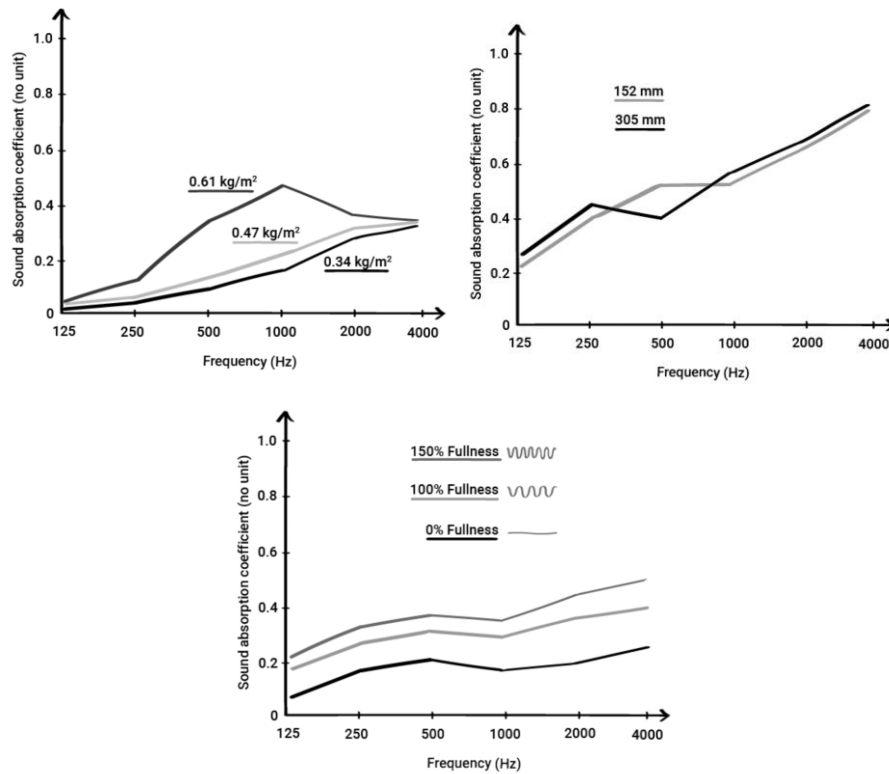 Sound absorption coefficient (no unit)
1.0
0.8
0.6
0.4
0.2
0
0.61 kg/m²
0.47 kg/m²
0.34 kg/m²
125 250 500 1000 2000 4000
Frequency (Hz)
Sound absorption coefficient (no unit)
1.0
0.8
0.6
0.4
0.2
0
152 mm
305 mm
125 250 500 1000 2000 4000
Frequency (Hz)
Sound absorption coefficient (no unit)
1.0
0.8
0.6
0.4
0.2
0
150% Fullness
100% Fullness
0% Fullness
125 250 500 1000 2000 4000
Frequency (Hz)